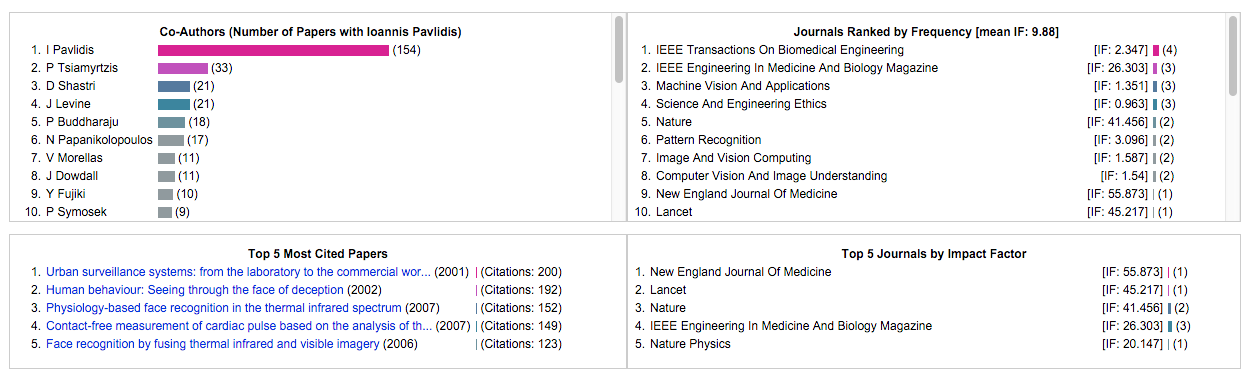 Co-Authors (Number of Papers with Ioannis Pavlidis)
1. I Pavlidis (154)
2. P Tsiamyrtzis (33)
3. D Shastri (21)
4. J Levine (21)
5. P Buddharaju (18)
6. N Papanikolopoulos (17)
7. V Morellas (11)
8. J Dowdall (11)
9. Y Fujiki (10)
10. P Symosek (9)
Journals Ranked by Frequency [mean IF: 9.88]
1. IEEE Transactions On Biomedical Engineering [IF: 2.347] (4)
2. IEEE Engineering In Medicine And Biology Magazine [IF: 26.303] (3)
3. Machine Vision And Applications [IF: 1.351] (3)
4. Science And Engineering Ethics [IF: 0.963] (3)
5. Nature [IF: 41.456] (2)
6. Pattern Recognition [IF: 3.096] (2)
7. Image And Vision Computing [IF: 1.587] (2)
8. Computer Vision And Image Understanding [IF: 1.54] (2)
9. New England Journal Of Medicine [IF: 55.873] (1)
10. Lancet [IF: 45.217] (1)
Top 5 Most Cited Papers
1. Urban surveillance systems: from the laboratory to the commercial wor... (2001) (Citations: 200)
2. Human behaviour: Seeing through the face of deception (2002) (Citations: 192)
3. Physiology-based face recognition in the thermal infrared spectrum (2007) (Citations: 152)
4. Contact-free measurement of cardiac pulse based on the analysis of th... (2007) (Citations: 149)
5. Face recognition by fusing thermal infrared and visible imagery (2006) (Citations: 123)
Top 5 Journals by Impact Factor
1. New England Journal Of Medicine [IF: 55.873] (1)
2. Lancet [IF: 45.217] (1)
3. Nature [IF: 41.456] (2)
4. IEEE Engineering In Medicine And Biology Magazine [IF: 26.303] (3)
5. Nature Physics [IF: 20.147] (1)